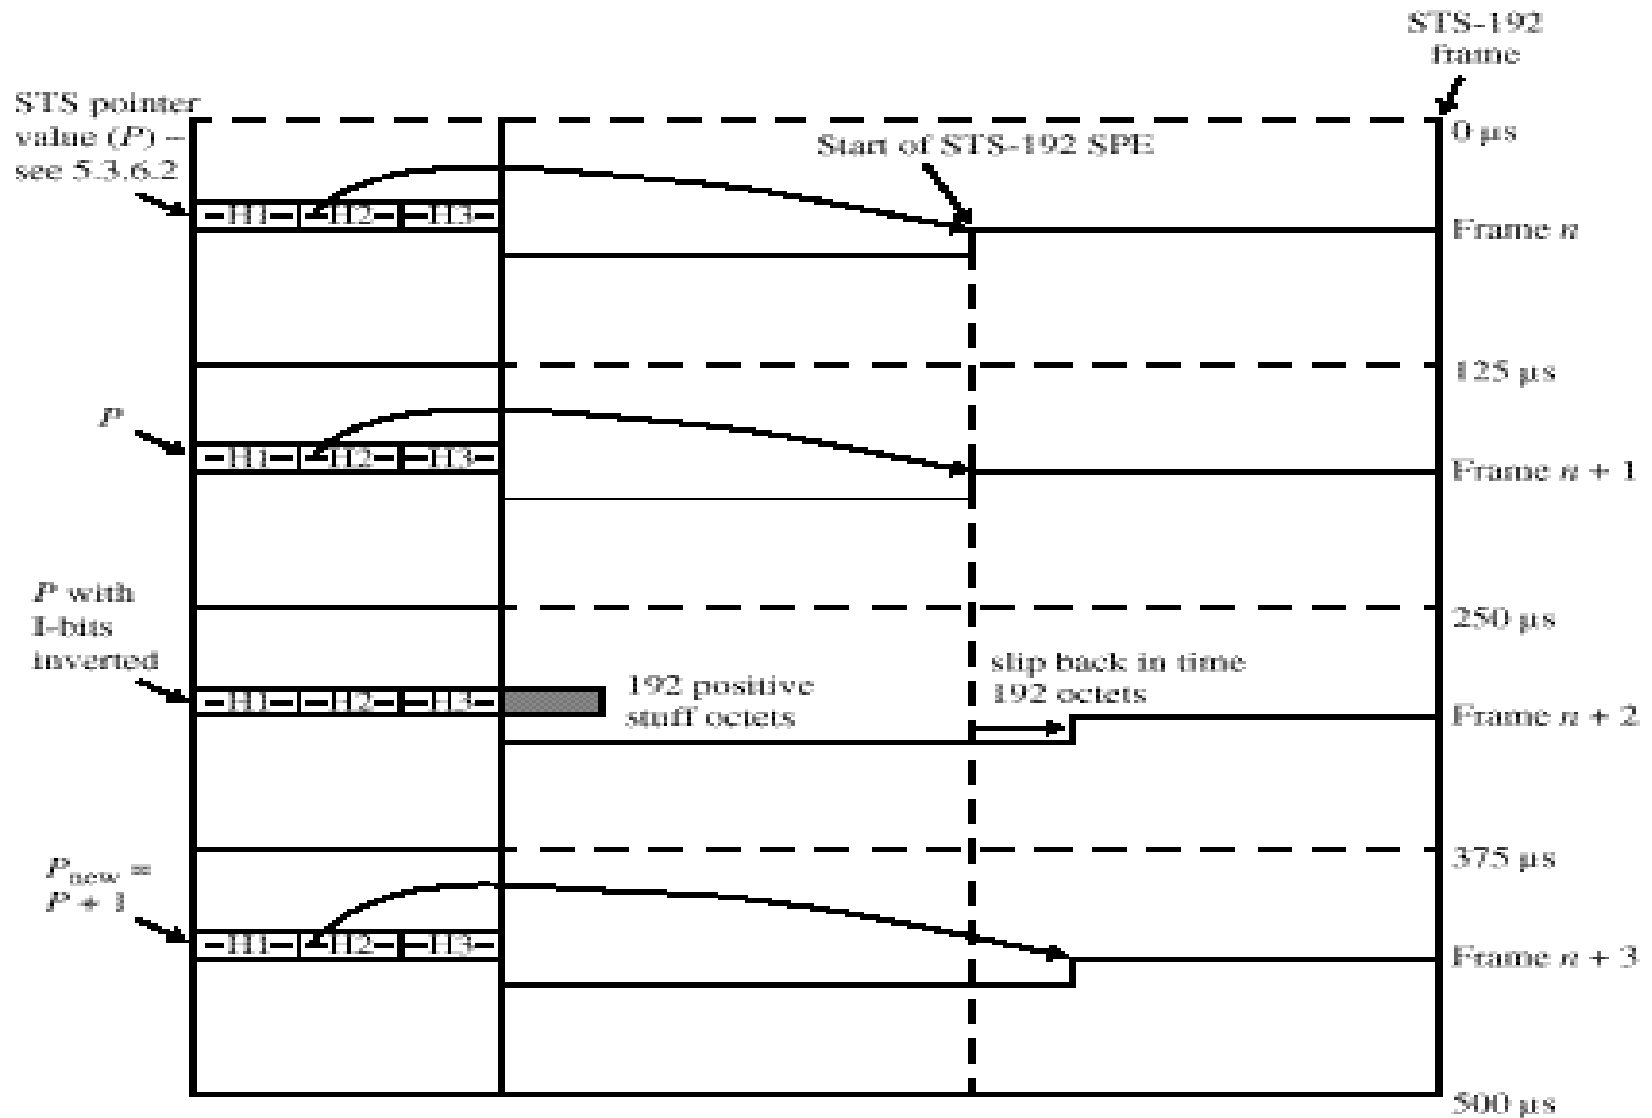 STS-192
frame
STS pointer
value (P) –
see 5.3.6.2
0 µs
Start of STS-192 SPE
H1 H2 H3
Frame n
125 µs
P
H1 H2 H3
Frame n + 1
250 µs
P with
I-bits
inverted
slip back in time
192 octets
192 positive
stuff octets
H1 H2 H3
Frame n + 2
375 µs
Pnew =
P + 1
H1 H2 H3
Frame n + 3
500 µs